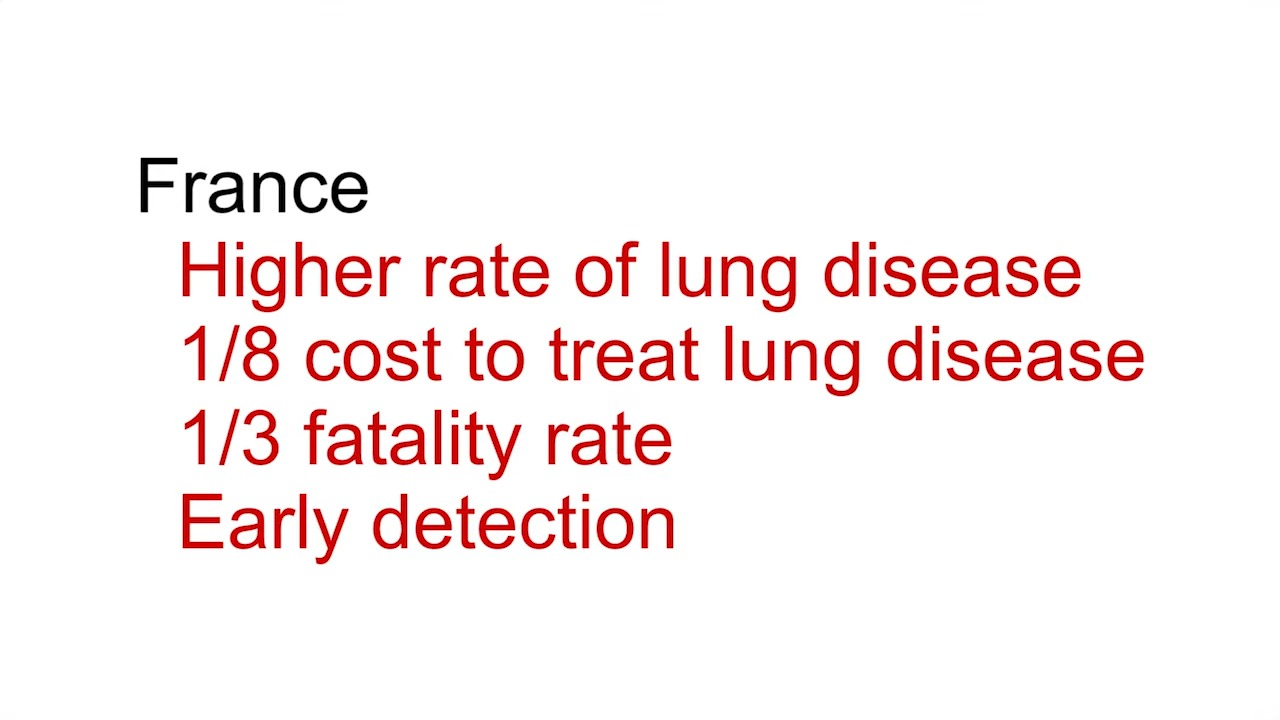 France
Higher rate of lung disease
1/8 cost to treat lung disease
1/3 fatality rate
Early detection